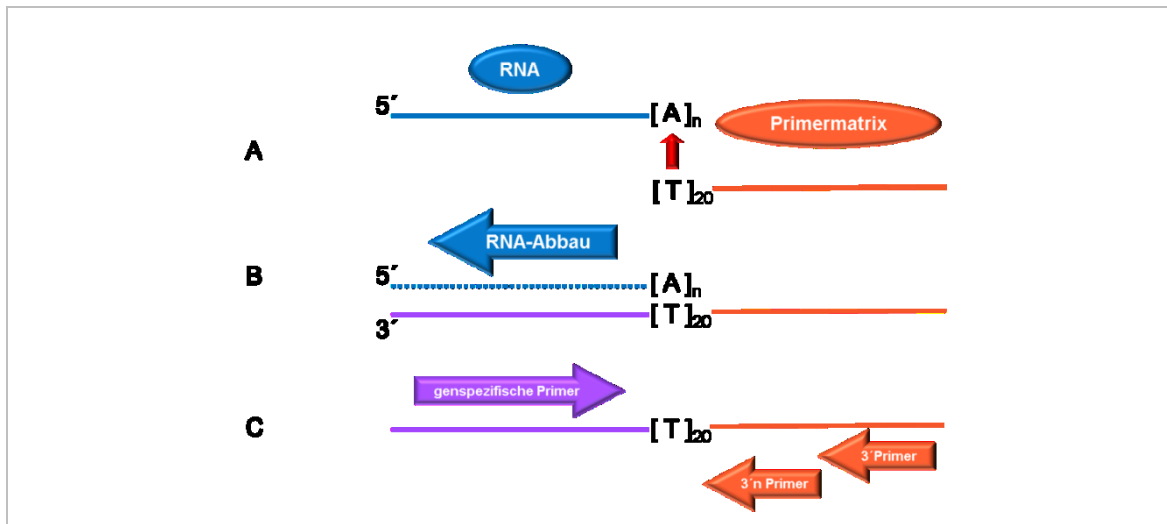 RNA
5´ [A]n Primermatrix
A
[T]20
RNA-Abbau
B 5´ [A]n
3´ [T]20
genspezifische Primer
C [T]20
3´Primer
3´n Primer